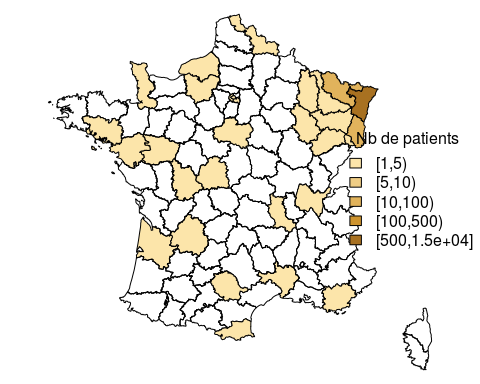 Nb de patients
[1,5)
[5,10)
[10,100)
[100,500)
[500,1.5e+04]